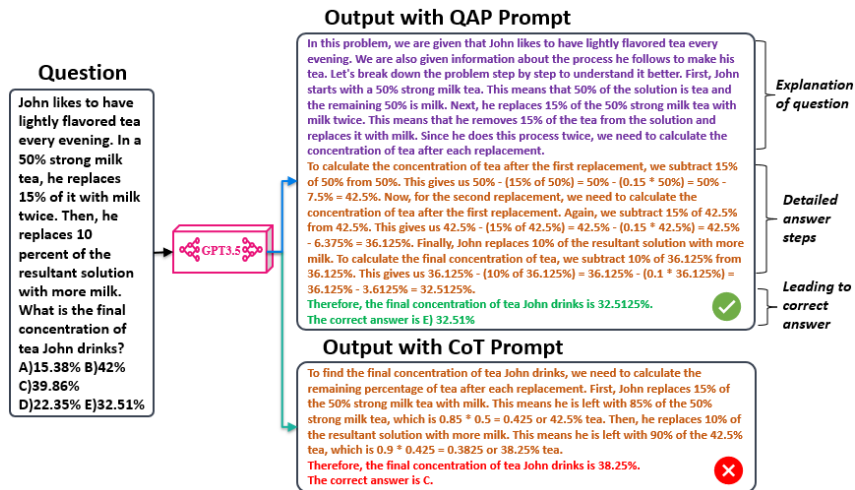 Output with QAP Prompt
Question
John likes to have
lightly flavored tea
every evening. In a
50% strong milk
tea, he replaces
15% of it with milk
twice. Then, he
replaces 10
percent of the
resultant solution
with more milk.
What is the final
concentration of
tea John drinks?
A)15.38% B)42%
C)39.86%
D)22.35% E)32.51%
GPT3.5
In this problem, we are given that John likes to have lightly flavored tea every
evening. We are also given information about the process he follows to make his
tea. Let's break down the problem step by step to understand it better. First, John
starts with a 50% strong milk tea. This means that 50% of the solution is tea and
the remaining 50% is milk. Next, he replaces 15% of the 50% strong milk tea with
milk twice. This means that he removes 15% of the tea from the solution and
replaces it with milk. Since he does this process twice, we need to calculate the
concentration of tea after each replacement.
To calculate the concentration of tea after the first replacement, we subtract 15%
of 50% from 50%. This gives us 50% - (15% of 50%) = 50% - (0.15 * 50%) = 50% -
7.5% = 42.5%. Now, for the second replacement, we need to calculate the
concentration of tea after the first replacement. Again, we subtract 15% of 42.5%
from 42.5%. This gives us 42.5% - (15% of 42.5%) = 42.5% - (0.15 * 42.5%) = 42.5%
- 6.375% = 36.125%. Finally, John replaces 10% of the resultant solution with more
milk. To calculate the final concentration of tea, we subtract 10% of 36.125% from
36.125%. This gives us 36.125% - (10% of 36.125%) = 36.125% - (0.1 * 36.125%) =
36.125% - 3.6125% = 32.5125%.
Therefore, the final concentration of tea John drinks is 32.5125%.
The correct answer is E) 32.51%
Explanation
of question
Detailed
answer
steps
Leading to
correct
answer
Output with CoT Prompt
To find the final concentration of tea John drinks, we need to calculate the
remaining percentage of tea after each replacement. First, John replaces 15% of
the 50% strong milk tea with milk. This means he is left with 85% of the 50%
strong milk tea, which is 0.85 * 0.5 = 0.425 or 42.5% tea. Then, he replaces 10% of
the resultant solution with more milk. This means he is left with 90% of the 42.5%
tea, which is 0.9 * 0.425 = 0.3825 or 38.25% tea.
Therefore, the final concentration of tea John drinks is 38.25%.
The correct answer is C.